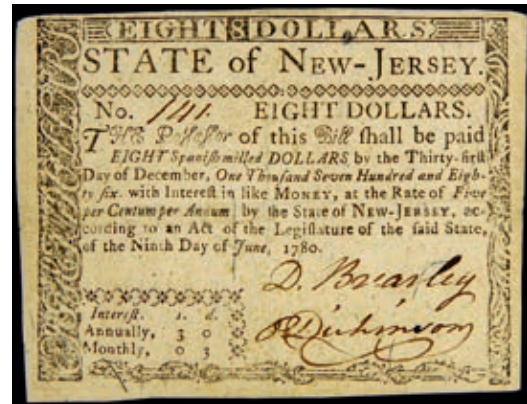 EIGHT 8 DOLLARS
STATE of NEW-JERSEY.
No. 141. EIGHT DOLLARS.
THE Poſſeſſor of this Bill ſhall be paid
EIGHT Spaniſh milled DOLLARS by the Thirty-firſt
Day of December, One Thouſand Seven Hundred and Eigh-
ty ſix. with Intereſt in like MONEY, at the Rate of Five
per Centum per Annum by the State of NEW-JERSEY, ac-
cording to an Act of the Legiſlature of the ſaid State,
of the Ninth Day of June, 1780.
D. Brearley
Dickinson
Intereſt. s. d.
Annually, 3 0
Monthly, 0 3